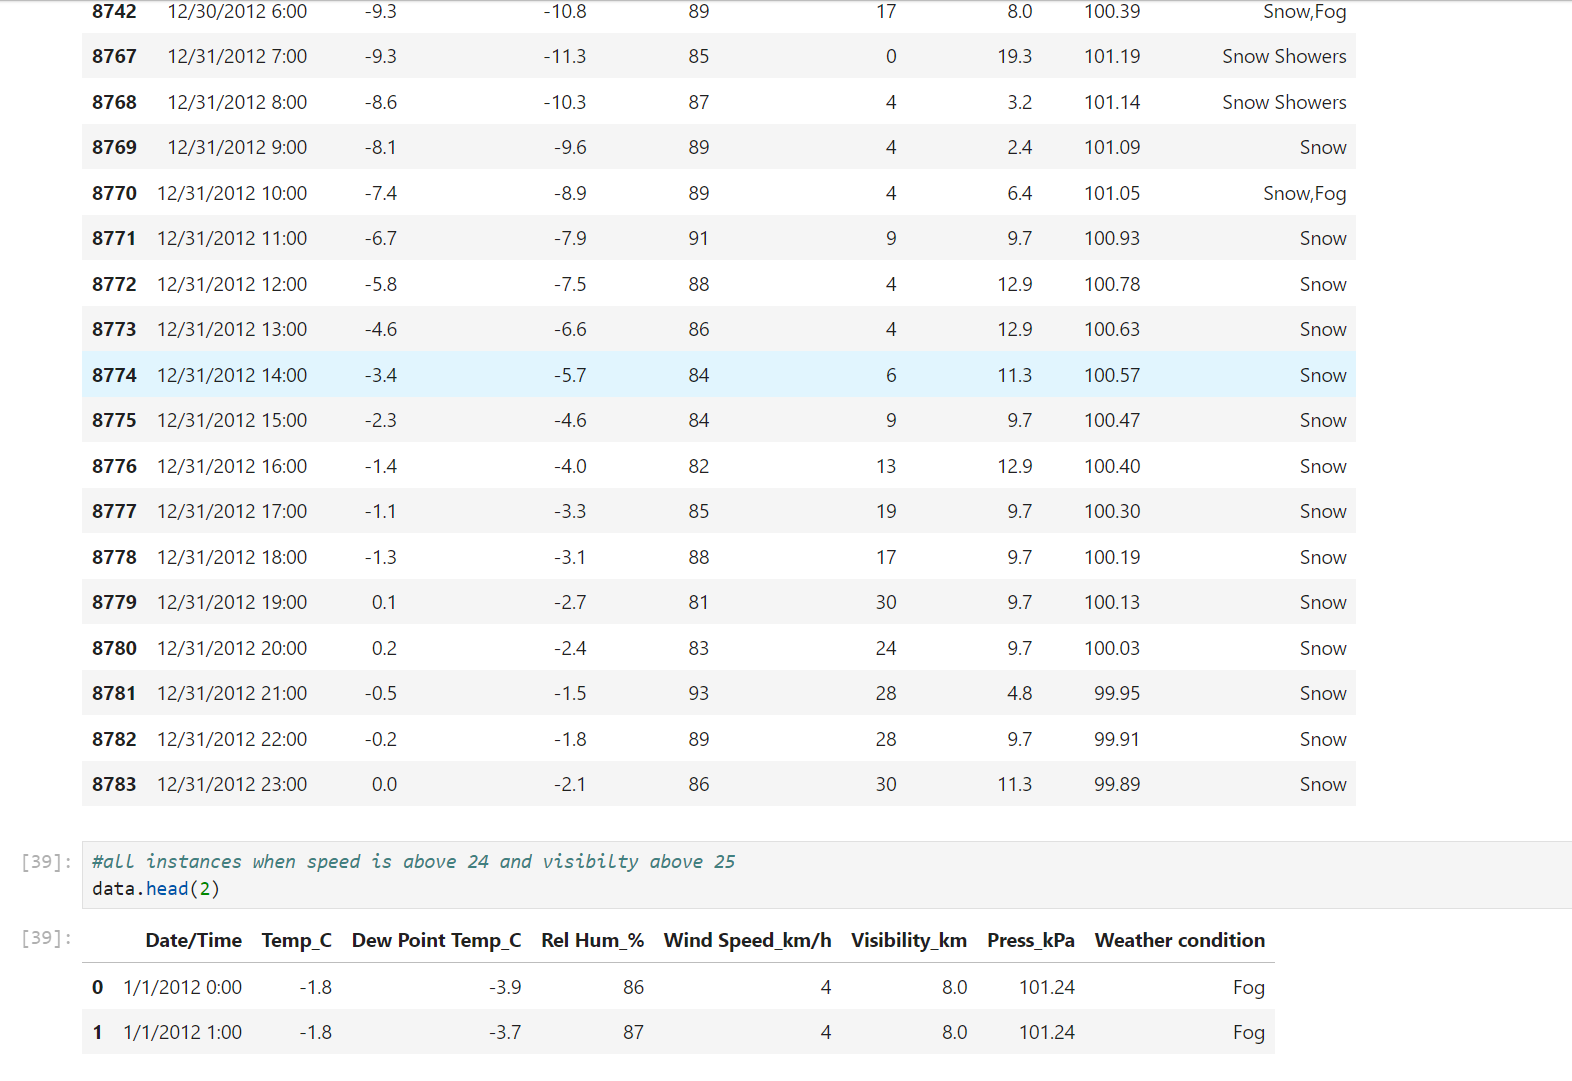 8742 12/30/2012 6:00 -9.3 -10.8 89 17 8.0 100.39 Snow,Fog
8767 12/31/2012 7:00 -9.3 -11.3 85 0 19.3 101.19 Snow Showers
8768 12/31/2012 8:00 -8.6 -10.3 87 4 3.2 101.14 Snow Showers
8769 12/31/2012 9:00 -8.1 -9.6 89 4 2.4 101.09 Snow
8770 12/31/2012 10:00 -7.4 -8.9 89 4 6.4 101.05 Snow,Fog
8771 12/31/2012 11:00 -6.7 -7.9 91 9 9.7 100.93 Snow
8772 12/31/2012 12:00 -5.8 -7.5 88 4 12.9 100.78 Snow
8773 12/31/2012 13:00 -4.6 -6.6 86 4 12.9 100.63 Snow
8774 12/31/2012 14:00 -3.4 -5.7 84 6 11.3 100.57 Snow
8775 12/31/2012 15:00 -2.3 -4.6 84 9 9.7 100.47 Snow
8776 12/31/2012 16:00 -1.4 -4.0 82 13 12.9 100.40 Snow
8777 12/31/2012 17:00 -1.1 -3.3 85 19 9.7 100.30 Snow
8778 12/31/2012 18:00 -1.3 -3.1 88 17 9.7 100.19 Snow
8779 12/31/2012 19:00 0.1 -2.7 81 30 9.7 100.13 Snow
8780 12/31/2012 20:00 0.2 -2.4 83 24 9.7 100.03 Snow
8781 12/31/2012 21:00 -0.5 -1.5 93 28 4.8 99.95 Snow
8782 12/31/2012 22:00 -0.2 -1.8 89 28 9.7 99.91 Snow
8783 12/31/2012 23:00 0.0 -2.1 86 30 11.3 99.89 Snow
[39]: #all instances when speed is above 24 and visibilty above 25
data.head(2)
[39]: Date/Time Temp_C Dew Point Temp_C Rel Hum_% Wind Speed_km/h Visibility_km Press_kPa Weather condition
0 1/1/2012 0:00 -1.8 -3.9 86 4 8.0 101.24 Fog
1 1/1/2012 1:00 -1.8 -3.7 87 4 8.0 101.24 Fog